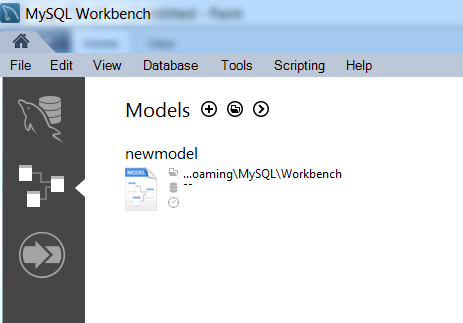 MySQL Workbench
File Edit View Database Tools Scripting Help
Models
newmodel
MODEL
...oaming\MySQL\Workbench
--